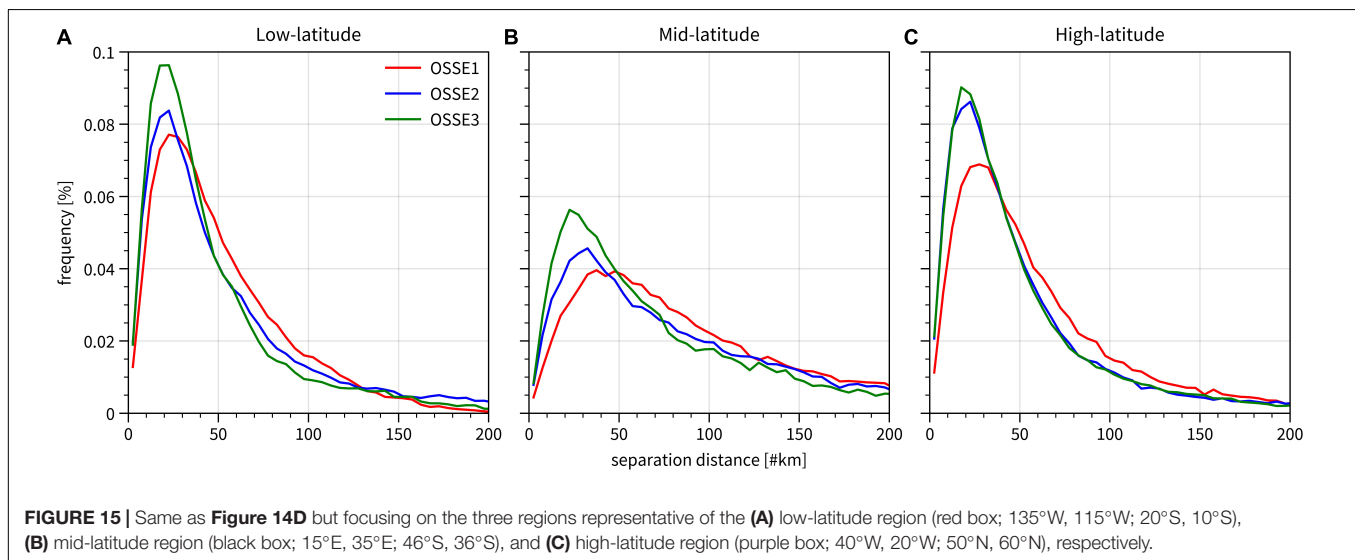 A Low-latitude
B Mid-latitude
C High-latitude
0.1
0.08
0.06
0.04
0.02
0
frequency [%]
OSSE1
OSSE2
OSSE3
0 50 100 150 200
0 50 100 150 200
0 50 100 150 200
separation distance [#km]
FIGURE 15 | Same as Figure 14D but focusing on the three regions representative of the (A) low-latitude region (red box; 135°W, 115°W; 20°S, 10°S),
(B) mid-latitude region (black box; 15°E, 35°E; 46°S, 36°S), and (C) high-latitude region (purple box; 40°W, 20°W; 50°N, 60°N), respectively.